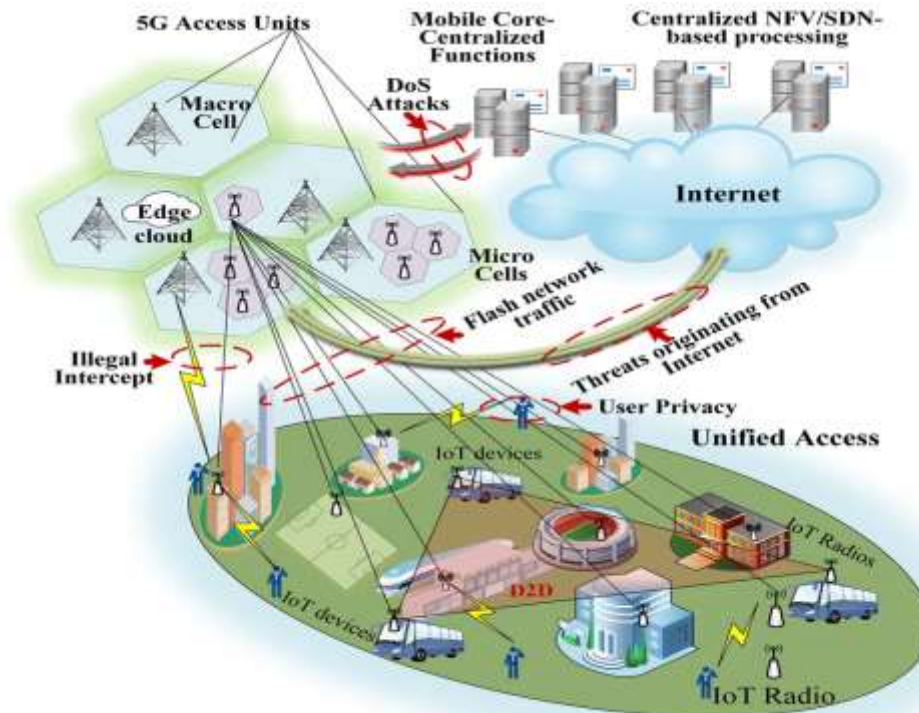 5G Access Units
Mobile Core-
Centralized
Functions
Centralized NFV/SDN-
based processing
DoS
Attacks
Macro
Cell
Internet
Edge
cloud
Micro
Cells
Flash network
traffic
Threats originating from
Internet
Illegal
Intercept
User Privacy
Unified Access
IoT devices
IoT Radios
D2D
IoT devices
IoT Radio